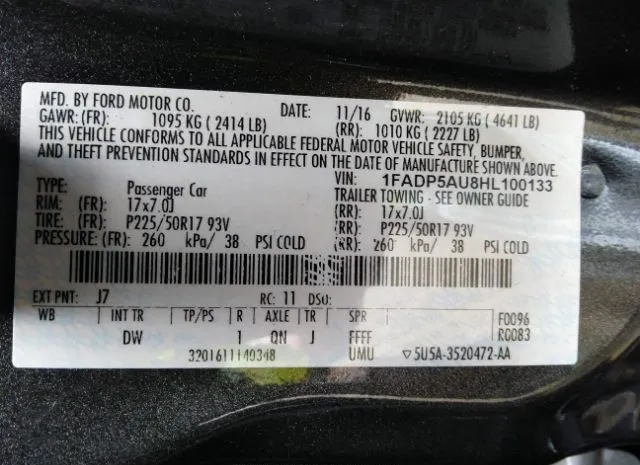 MFD. BY FORD MOTOR CO. DATE: 11/16 GVWR: 2105 KG ( 4641 LB)
GAWR: (FR): 1095 KG ( 2414 LB) (RR): 1010 KG ( 2227 LB)
THIS VEHICLE CONFORMS TO ALL APPLICABLE FEDERAL MOTOR VEHICLE SAFETY, BUMPER,
AND THEFT PREVENTION STANDARDS IN EFFECT ON THE DATE OF MANUFACTURE SHOWN ABOVE.
VIN: 1FADP5AU8HL100133
TYPE: Passenger Car TRAILER TOWING - SEE OWNER GUIDE
RIM: (FR): 17x7.0J (RR): 17x7.0J
TIRE: (FR): P225/50R17 93V (RR): P225/50R17 93V
PRESSURE: (FR): 260 kPa/ 38 PSI COLD (RR): 260 kPa/ 38 PSI COLD
EXT PNT: J7 RC: 11 DSO:
WB INT TR TP/PS R AXLE TR SPR F0096
DW 1 QN J FFFF R0083
3201611140348 UMU ▽5U5A-3520472-AA